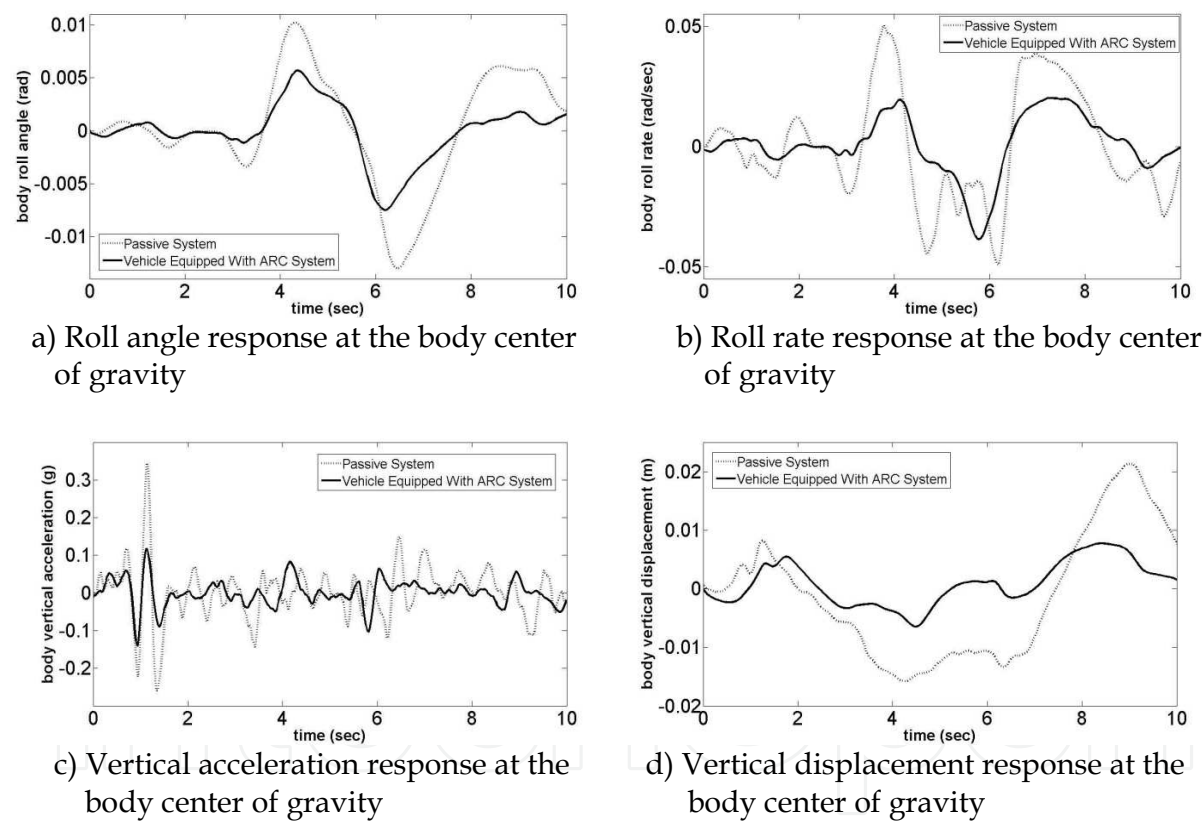 0.01
0.005
0
-0.005
-0.01
body roll angle (rad)
Passive System
Vehicle Equipped With ARC System
0 2 4 6 8 10
time (sec)
a) Roll angle response at the body center
of gravity
0.05
0
-0.05
body roll rate (rad/sec)
Passive System
Vehicle Equipped With ARC System
0 2 4 6 8 10
time (sec)
b) Roll rate response at the body center
of gravity
0.3
0.2
0.1
0
-0.1
-0.2
body vertical acceleration (g)
Passive System
Vehicle Equipped With ARC System
0 2 4 6 8 10
time (sec)
c) Vertical acceleration response at the
body center of gravity
0.02
0.01
0
-0.01
-0.02
body vertical displacement (m)
Passive System
Vehicle Equipped With ARC System
0 2 4 6 8 10
time (sec)
d) Vertical displacement response at the
body center of gravity